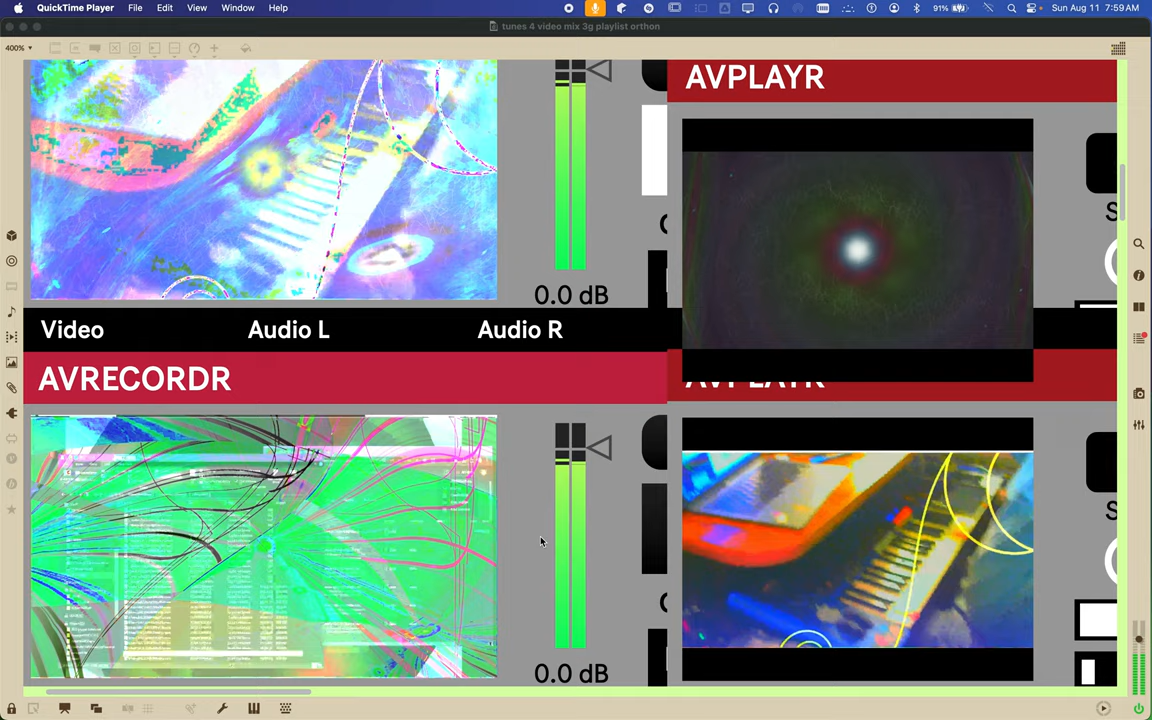 QuickTime Player File Edit View Window Help
91% Sun Aug 11 7:59 AM
tunes 4 video mix 3g playlist orthon
400%
AVPLAYR
0.0 dB
Video Audio L Audio R
AVRECORDR
AVPLAYR
0.0 dB